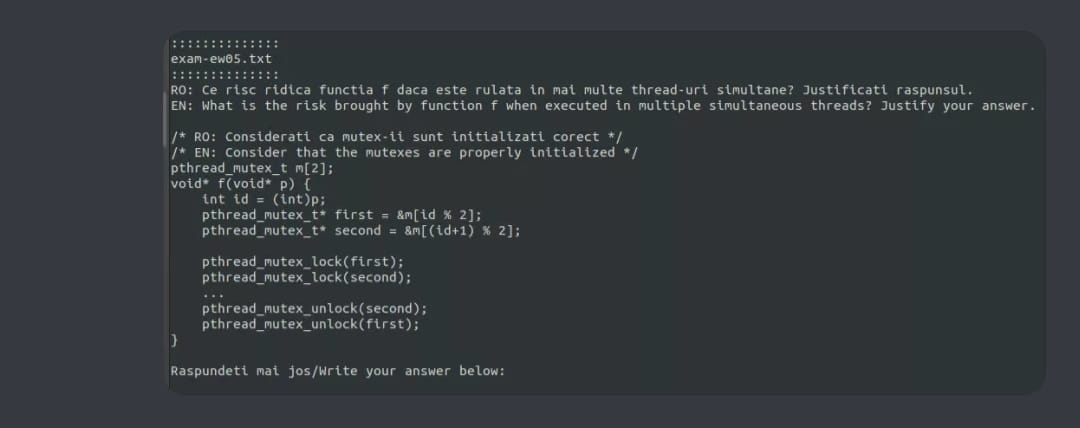 ::::::::::::::
exam-ew05.txt
::::::::::::::
RO: Ce risc ridica functia f daca este rulata in mai multe thread-uri simultane? Justificati raspunsul.
EN: What is the risk brought by function f when executed in multiple simultaneous threads? Justify your answer.

/* RO: Considerati ca mutex-ii sunt initializati corect */
/* EN: Consider that the mutexes are properly initialized */
pthread_mutex_t m[2];
void* f(void* p) {
    int id = (int)p;
    pthread_mutex_t* first = &m[id % 2];
    pthread_mutex_t* second = &m[(id+1) % 2];

    pthread_mutex_lock(first);
    pthread_mutex_lock(second);
    ...
    pthread_mutex_unlock(second);
    pthread_mutex_unlock(first);
}

Raspundeti mai jos/Write your answer below: